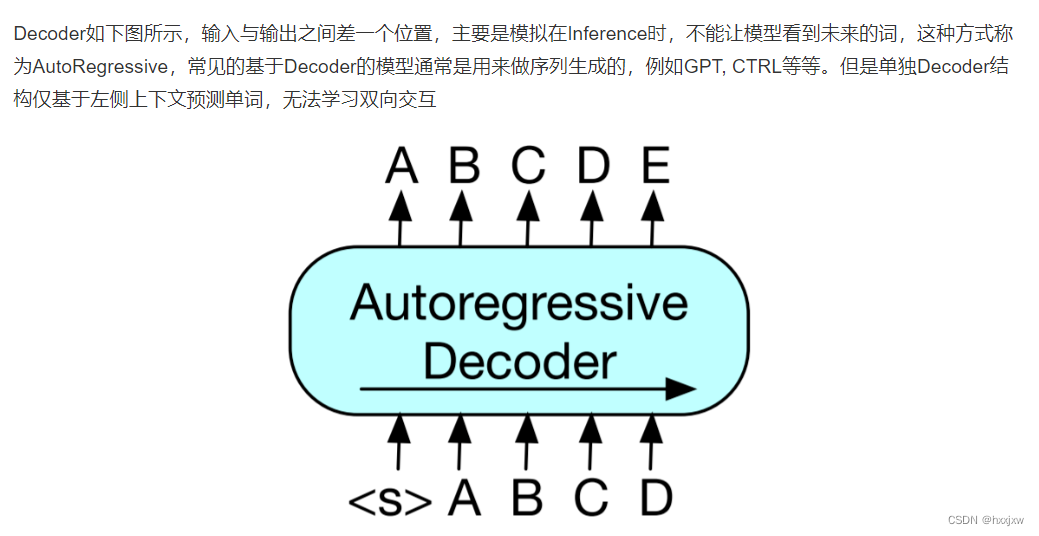 Decoder如下图所示，输入与输出之间差一个位置，主要是模拟在Inference时，不能让模型看到未来的词，这种方式称
为AutoRegressive，常见的基于Decoder的模型通常是用来做序列生成的，例如GPT, CTRL等等。但是单独Decoder结
构仅基于左侧上下文预测单词，无法学习双向交互
A B C D E
Autoregressive
Decoder
<s> A B C D
CSDN @hxxjxw